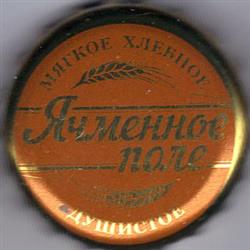 МЯГКОЕ ХЛЕБНОЕ
Ячменное
поле
ДУШИСТОЕ